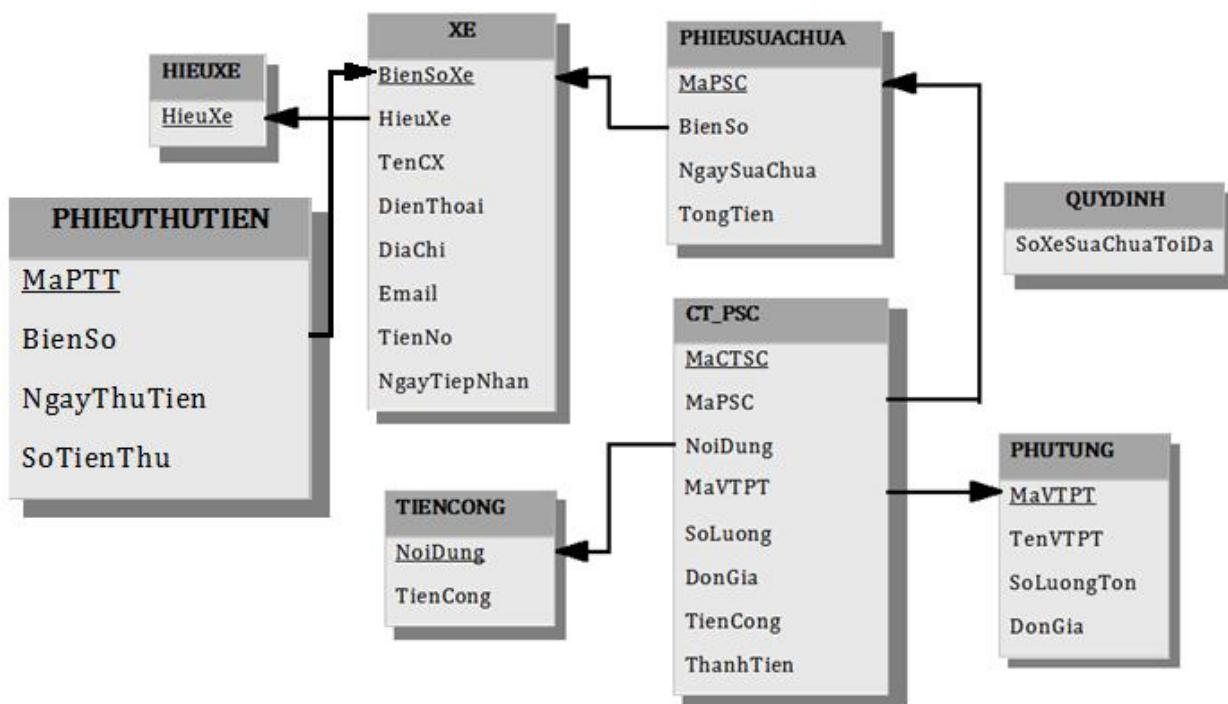 HIEUXE
HieuXe
XE
BienSoXe
HieuXe
TenCX
DienThoai
DiaChi
Email
TienNo
NgayTiepNhan
PHIEUSUACHUA
MaPSC
BienSo
NgaySuaChua
TongTien
QUYDINH
SoXeSuaChuaToiDa
PHIEUTHUTIEN
MaPTT
BienSo
NgayThuTien
SoTienThu
CT_PSC
MaCTSC
MaPSC
NoiDung
MaVTPT
SoLuong
DonGia
TienCong
ThanhTien
TIENCONG
NoiDung
TienCong
PHUTUNG
MaVTPT
TenVTPT
SoLuongTon
DonGia